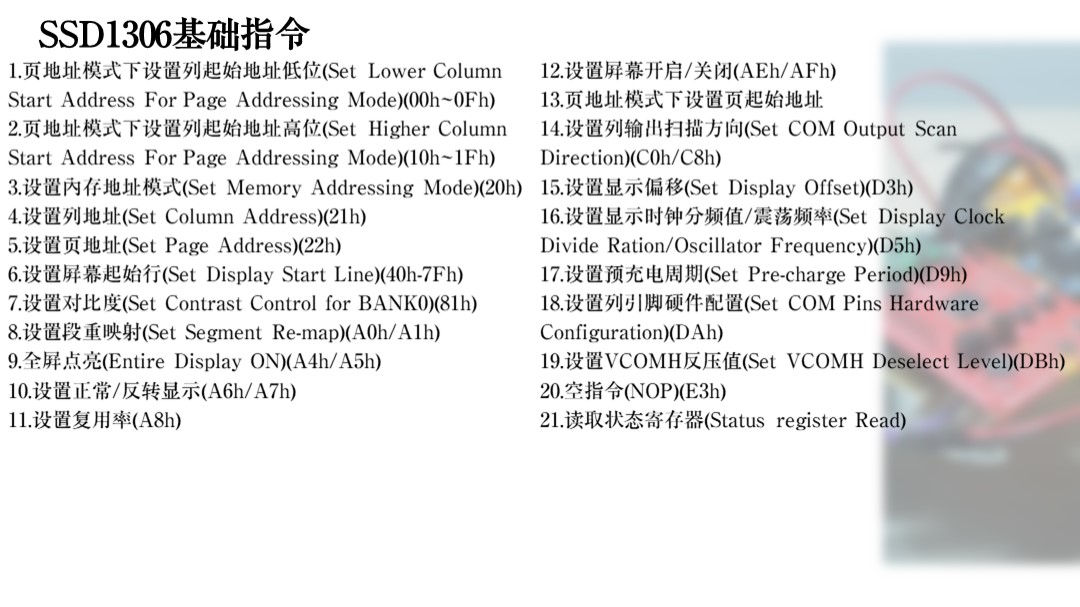 SSD1306基础指令
1.页地址模式下设置列起始地址低位(Set Lower Column
Start Address For Page Addressing Mode)(00h~0Fh)
2.页地址模式下设置列起始地址高位(Set Higher Column
Start Address For Page Addressing Mode)(10h~1Fh)
3.设置内存地址模式(Set Memory Addressing Mode)(20h)
4.设置列地址(Set Column Address)(21h)
5.设置页地址(Set Page Address)(22h)
6.设置屏幕起始行(Set Display Start Line)(40h-7Fh)
7.设置对比度(Set Contrast Control for BANK0)(81h)
8.设置段重映射(Set Segment Re-map)(A0h/A1h)
9.全屏点亮(Entire Display ON)(A4h/A5h)
10.设置正常/反转显示(A6h/A7h)
11.设置复用率(A8h)
12.设置屏幕开启/关闭(AEh/AFh)
13.页地址模式下设置页起始地址
14.设置列输出扫描方向(Set COM Output Scan
Direction)(C0h/C8h)
15.设置显示偏移(Set Display Offset)(D3h)
16.设置显示时钟分频值/震荡频率(Set Display Clock
Divide Ration/Oscillator Frequency)(D5h)
17.设置预充电周期(Set Pre-charge Period)(D9h)
18.设置列引脚硬件配置(Set COM Pins Hardware
Configuration)(DAh)
19.设置VCOMH反压值(Set VCOMH Deselect Level)(DBh)
20.空指令(NOP)(E3h)
21.读取状态寄存器(Status register Read)